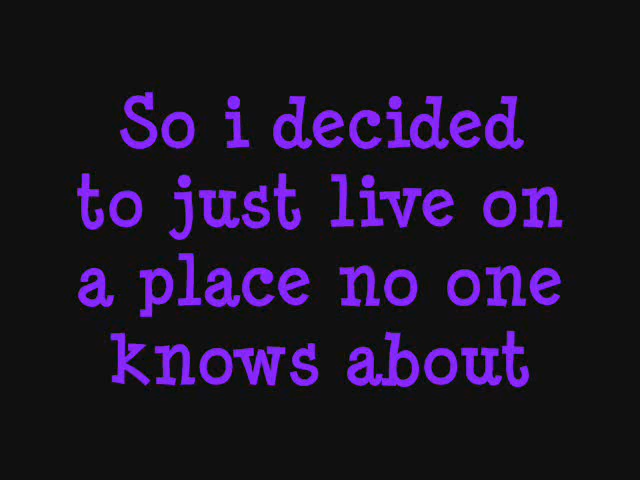 So i decided
to just live on
a place no one
knows about